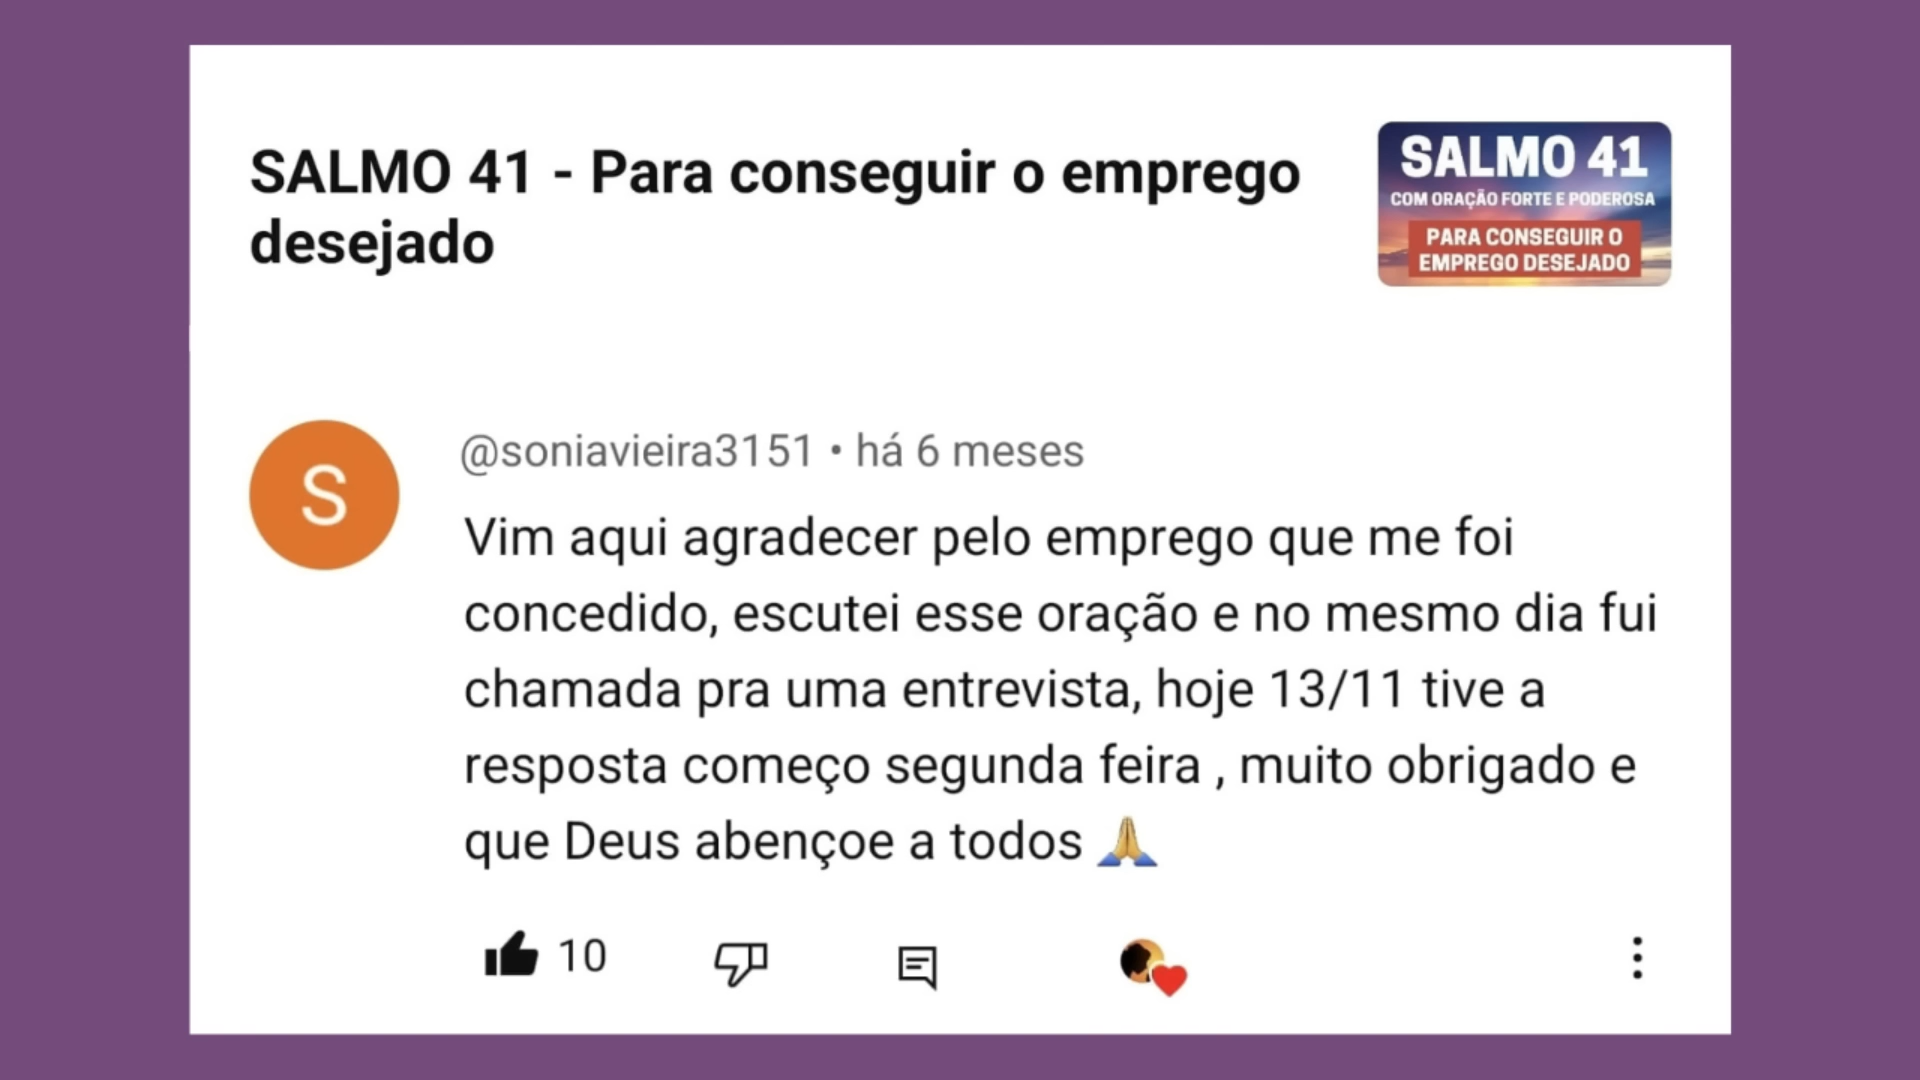 SALMO 41 - Para conseguir o emprego
desejado
SALMO 41
COM ORAÇÃO FORTE E PODEROSA
PARA CONSEGUIR O
EMPREGO DESEJADO
S
@soniavieira3151 • há 6 meses
Vim aqui agradecer pelo emprego que me foi
concedido, escutei esse oração e no mesmo dia fui
chamada pra uma entrevista, hoje 13/11 tive a
resposta começo segunda feira , muito obrigado e
que Deus abençoe a todos 🙏
10